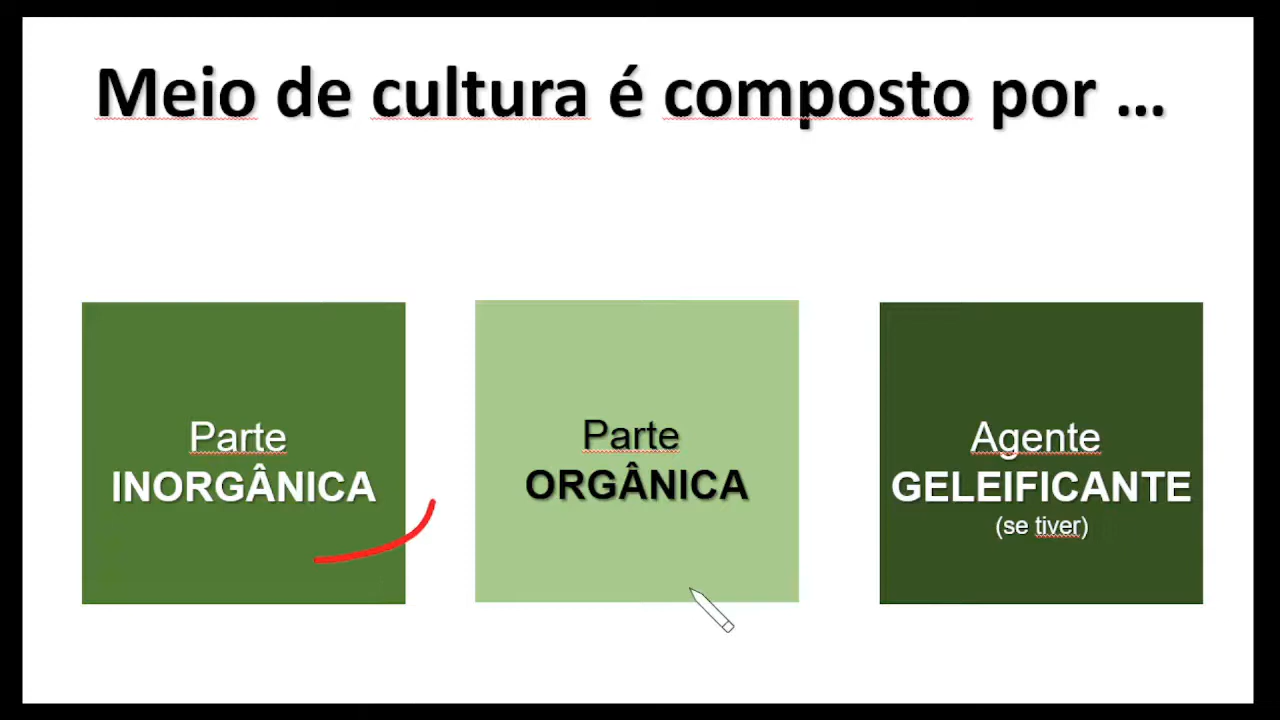 Meio de cultura é composto por ...
Parte
INORGÂNICA
Parte
ORGÂNICA
Agente
GELEIFICANTE
(se tiver)